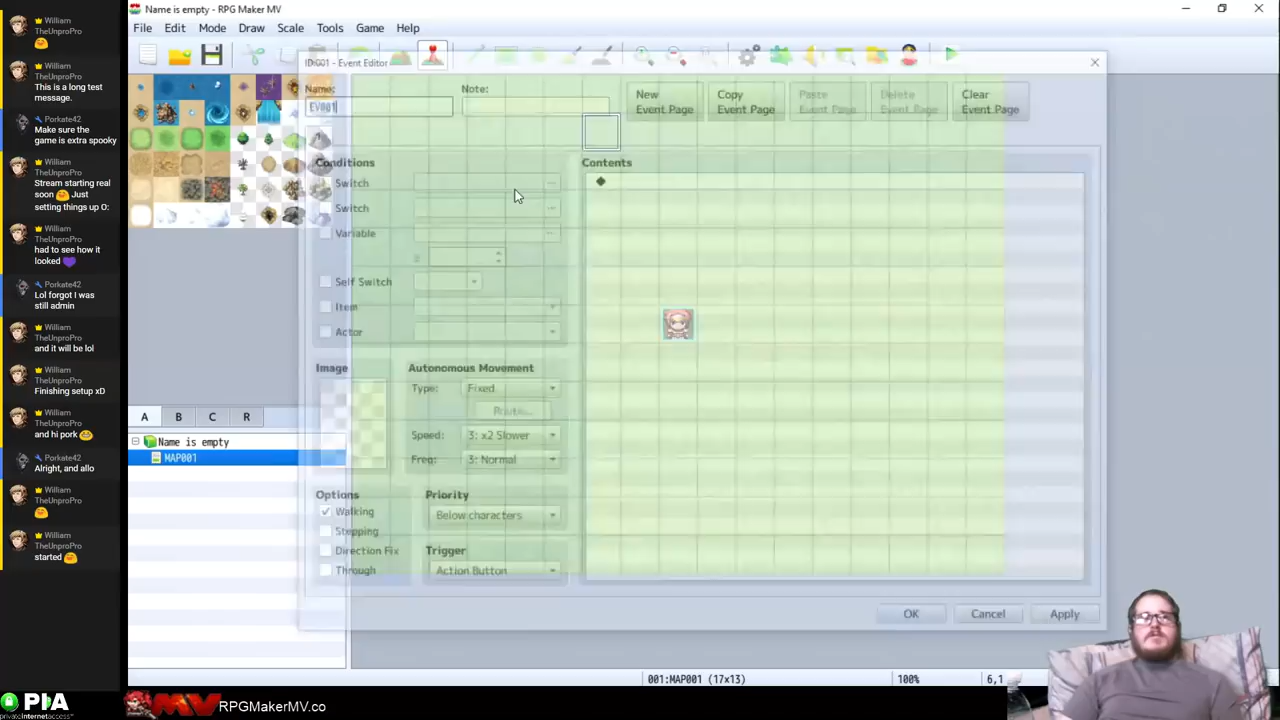 William
TheUnproPro
William
TheUnproPro
This is a long test
message.
Porkate42
Make sure the
game is extra spooky
William
TheUnproPro
Stream starting real
soon Just
setting things up O:
William
TheUnproPro
had to see how it
looked
Porkate42
Lol forgot I was
still admin
William
TheUnproPro
and it will be lol
William
TheUnproPro
Finishing setup xD
William
TheUnproPro
and hi pork
Porkate42
Alright, and allo
William
TheUnproPro
William
TheUnproPro
started
PIA
privateinternetaccess
Name is empty - RPG Maker MV
File Edit Mode Draw Scale Tools Game Help
ID:001 - Event Editor
Name:
EV001
Note:
New
Event Page
Copy
Event Page
Paste
Event Page
Delete
Event Page
Clear
Event Page
Conditions
Switch
Switch
Variable
Self Switch
Item
Actor
Image
Autonomous Movement
Type: Fixed
Route...
Speed: 3: x2 Slower
Freq: 3: Normal
Options
Walking
Stepping
Direction Fix
Through
Priority
Below characters
Trigger
Action Button
Contents
OK Cancel Apply
A B C R
Name is empty
MAP001
001:MAP001 (17x13)
100%
6,1
MV RPGMakerMV.co